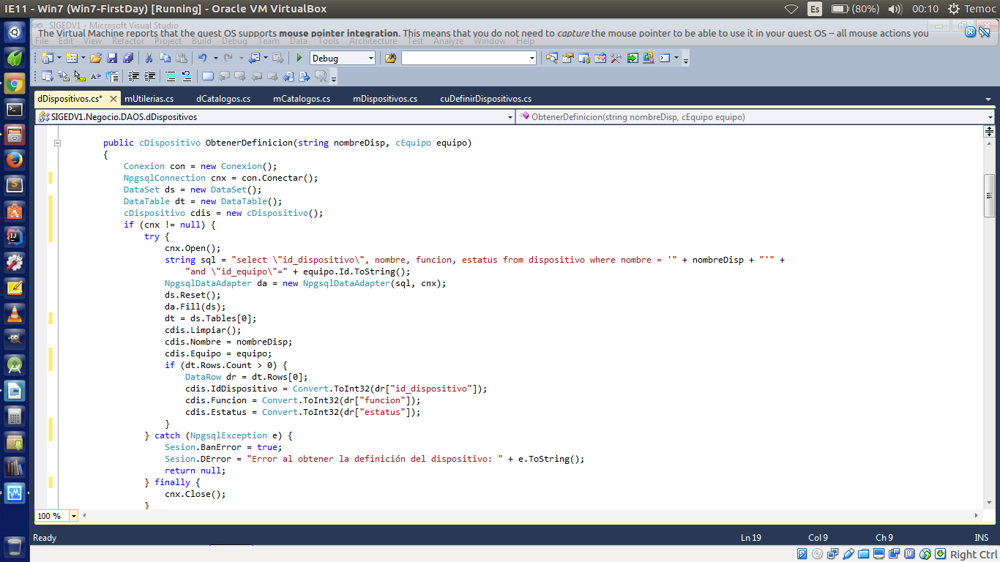 IE11 - Win7 (Win7-FirstDay) [Running] - Oracle VM VirtualBox
Es (80%) 00:10 Temoc
SIGEDV1 - Microsoft Visual Studio
The Virtual Machine reports that the guest OS supports mouse pointer integration. This means that you do not need to capture the mouse pointer to be able to use it in your guest OS – all mouse actions you
File Edit View Refactor Project Build Debug Team Data Tools Architecture Test Analyze Window Help
Debug
dDispositivos.cs* mUtilerias.cs dCatalogos.cs mCatalogos.cs mDispositivos.cs cuDefinirDispositivos.cs
SIGEDV1.Negocio.DAOS.dDispositivos ObtenerDefinicion(string nombreDisp, cEquipo equipo)
public cDispositivo ObtenerDefinicion(string nombreDisp, cEquipo equipo)
{
Conexion con = new Conexion();
NpgsqlConnection cnx = con.Conectar();
DataSet ds = new DataSet();
DataTable dt = new DataTable();
cDispositivo cdis = new cDispositivo();
if (cnx != null) {
try {
cnx.Open();
string sql = "select \"id_dispositivo\", nombre, funcion, estatus from dispositivo where nombre = '" + nombreDisp + "'" +
"and \"id_equipo\"=" + equipo.Id.ToString();
NpgsqlDataAdapter da = new NpgsqlDataAdapter(sql, cnx);
ds.Reset();
da.Fill(ds);
dt = ds.Tables[0];
cdis.Limpiar();
cdis.Nombre = nombreDisp;
cdis.Equipo = equipo;
if (dt.Rows.Count > 0) {
DataRow dr = dt.Rows[0];
cdis.IdDispositivo = Convert.ToInt32(dr["id_dispositivo"]);
cdis.Funcion = Convert.ToInt32(dr["funcion"]);
cdis.Estatus = Convert.ToInt32(dr["estatus"]);
}
} catch (NpgsqlException e) {
Sesion.BanError = true;
Sesion.DError = "Error al obtener la definición del dispositivo: " + e.ToString();
return null;
} finally {
cnx.Close();
}
100 %
Ready Ln 19 Col 9 Ch 9 INS
Right Ctrl